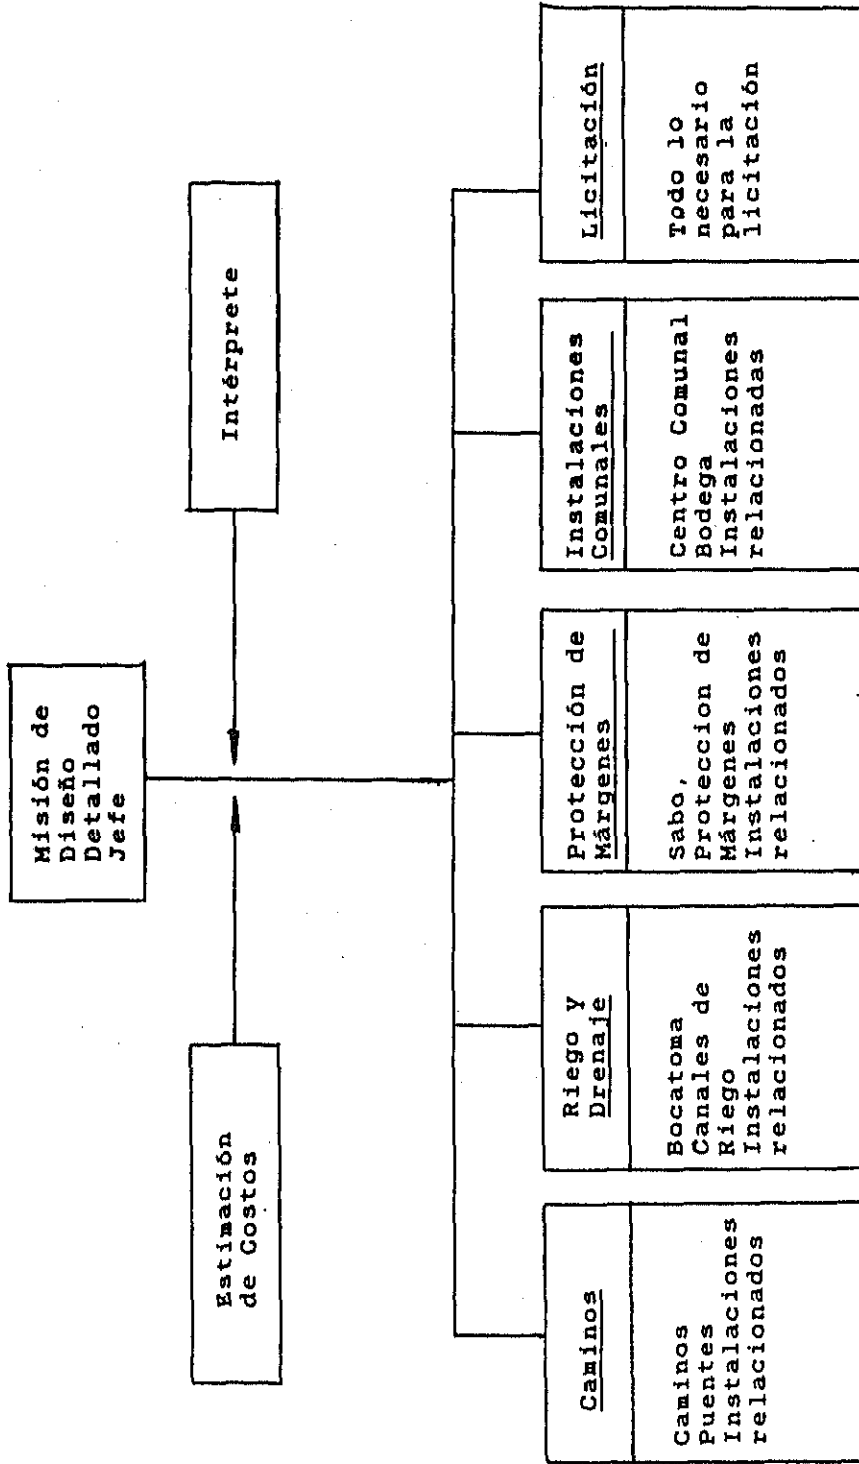 Misión de
Diseño
Detallado
Jefe
Estimación
de Costos
Intérprete
Caminos
Caminos
Puentes
Instalaciones
relacionados
Riego y
Drenaje
Bocatoma
Canales de
Riego
Instalaciones
relacionados
Protección de
Márgenes
Sabo,
Proteccion de
Márgenes
Instalaciones
relacionados
Instalaciones
Comunales
Centro Comunal
Bodega
Instalaciones
relacionadas
Licitación
Todo lo
necesario
para la
licitación